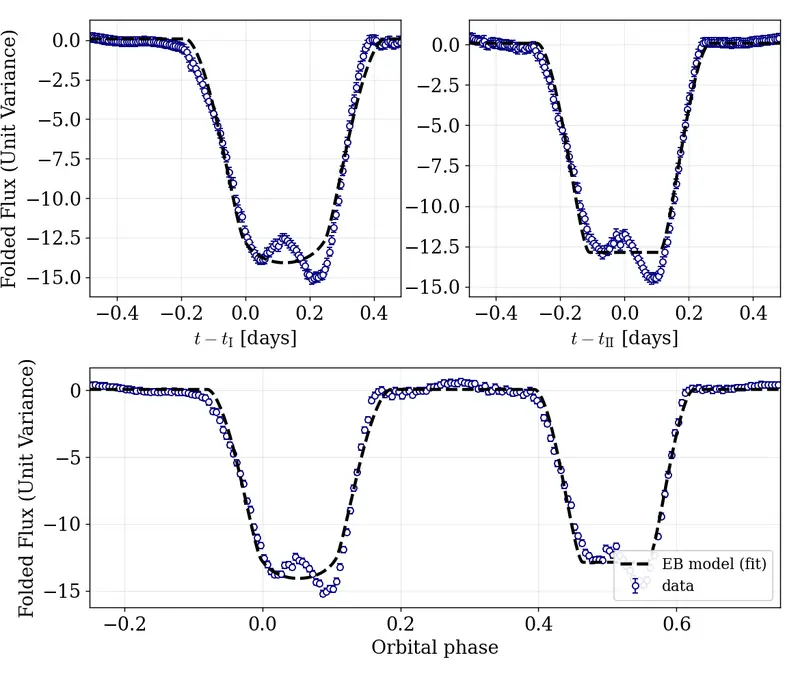 Folded Flux (Unit Variance)
0.0
−2.5
−5.0
−7.5
−10.0
−12.5
−15.0
−0.4 −0.2 0.0 0.2 0.4
t − tI [days]
0.0
−2.5
−5.0
−7.5
−10.0
−12.5
−15.0
−0.4 −0.2 0.0 0.2 0.4
t − tII [days]
Folded Flux (Unit Variance)
0
−5
−10
−15
EB model (fit)
data
−0.2 0.0 0.2 0.4 0.6
Orbital phase